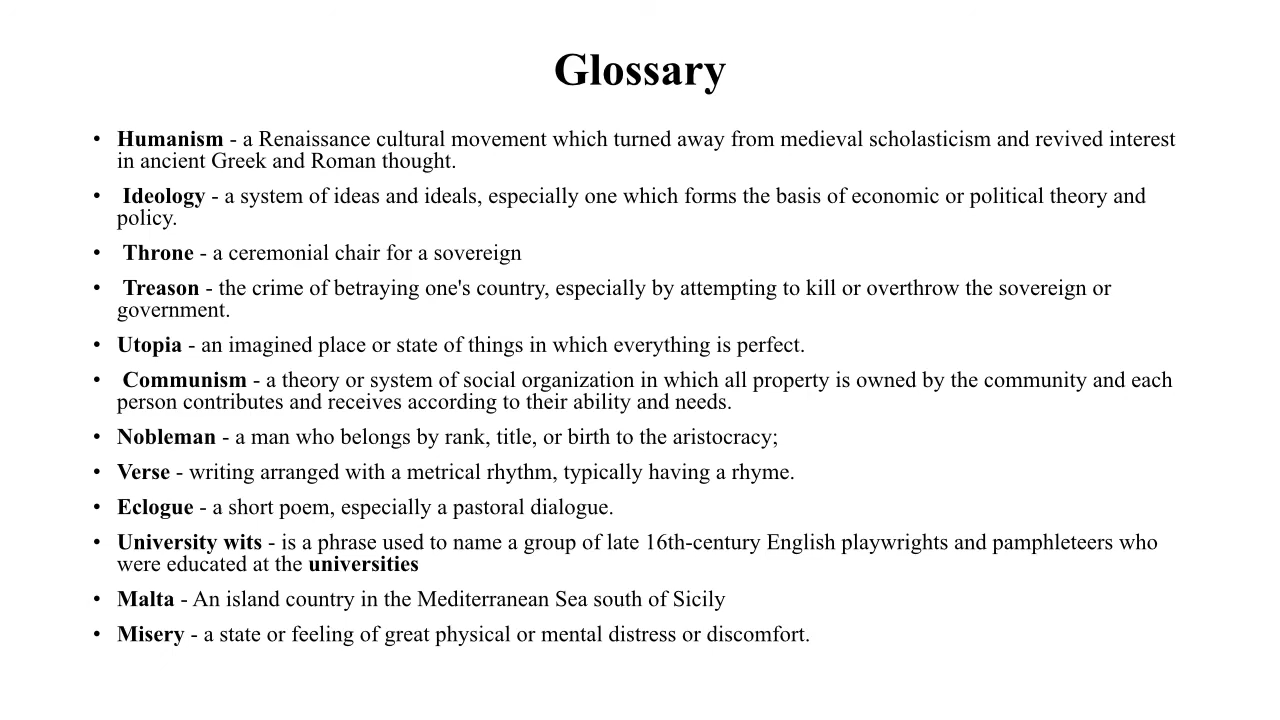 Glossary
• Humanism - a Renaissance cultural movement which turned away from medieval scholasticism and revived interest
in ancient Greek and Roman thought.
• Ideology - a system of ideas and ideals, especially one which forms the basis of economic or political theory and
policy.
• Throne - a ceremonial chair for a sovereign
• Treason - the crime of betraying one's country, especially by attempting to kill or overthrow the sovereign or
government.
• Utopia - an imagined place or state of things in which everything is perfect.
• Communism - a theory or system of social organization in which all property is owned by the community and each
person contributes and receives according to their ability and needs.
• Nobleman - a man who belongs by rank, title, or birth to the aristocracy;
• Verse - writing arranged with a metrical rhythm, typically having a rhyme.
• Eclogue - a short poem, especially a pastoral dialogue.
• University wits - is a phrase used to name a group of late 16th-century English playwrights and pamphleteers who
were educated at the universities
• Malta - An island country in the Mediterranean Sea south of Sicily
• Misery - a state or feeling of great physical or mental distress or discomfort.